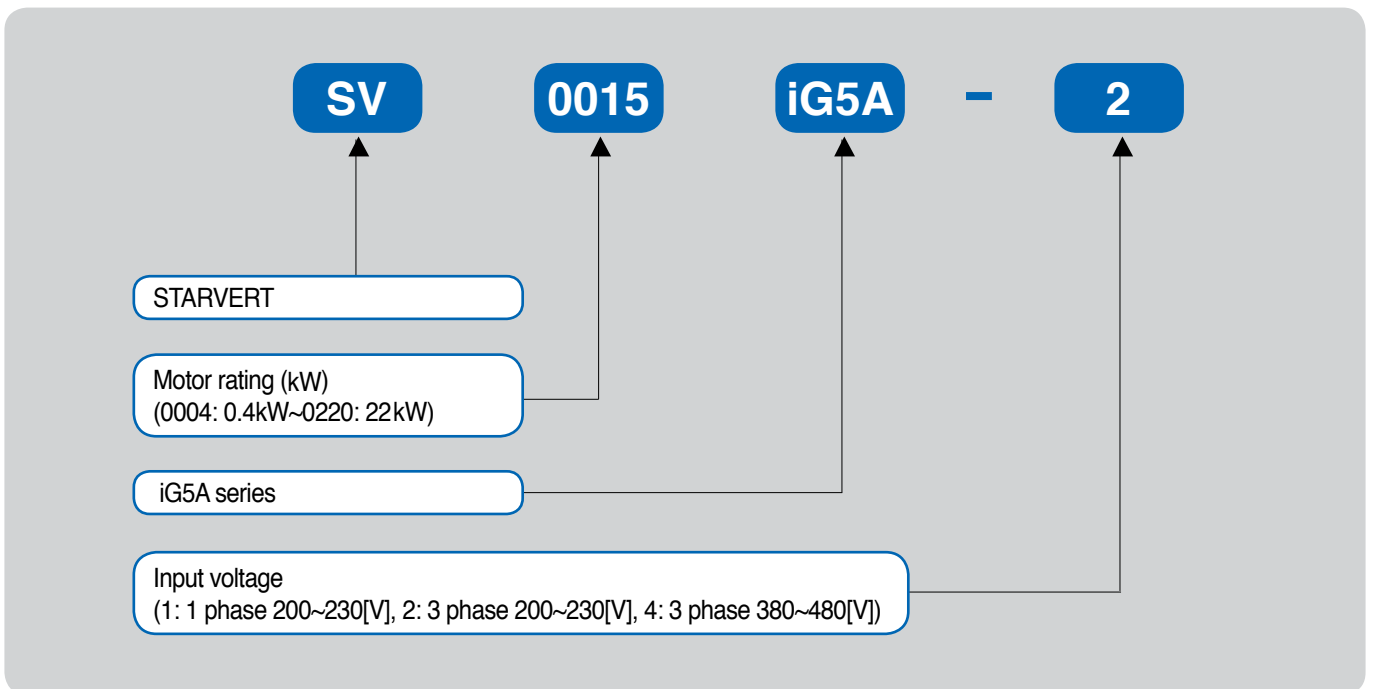 SV 0015 iG5A - 2
STARVERT
Motor rating (kW)
(0004: 0.4kW~0220: 22kW)
iG5A series
Input voltage
(1: 1 phase 200~230[V], 2: 3 phase 200~230[V], 4: 3 phase 380~480[V])